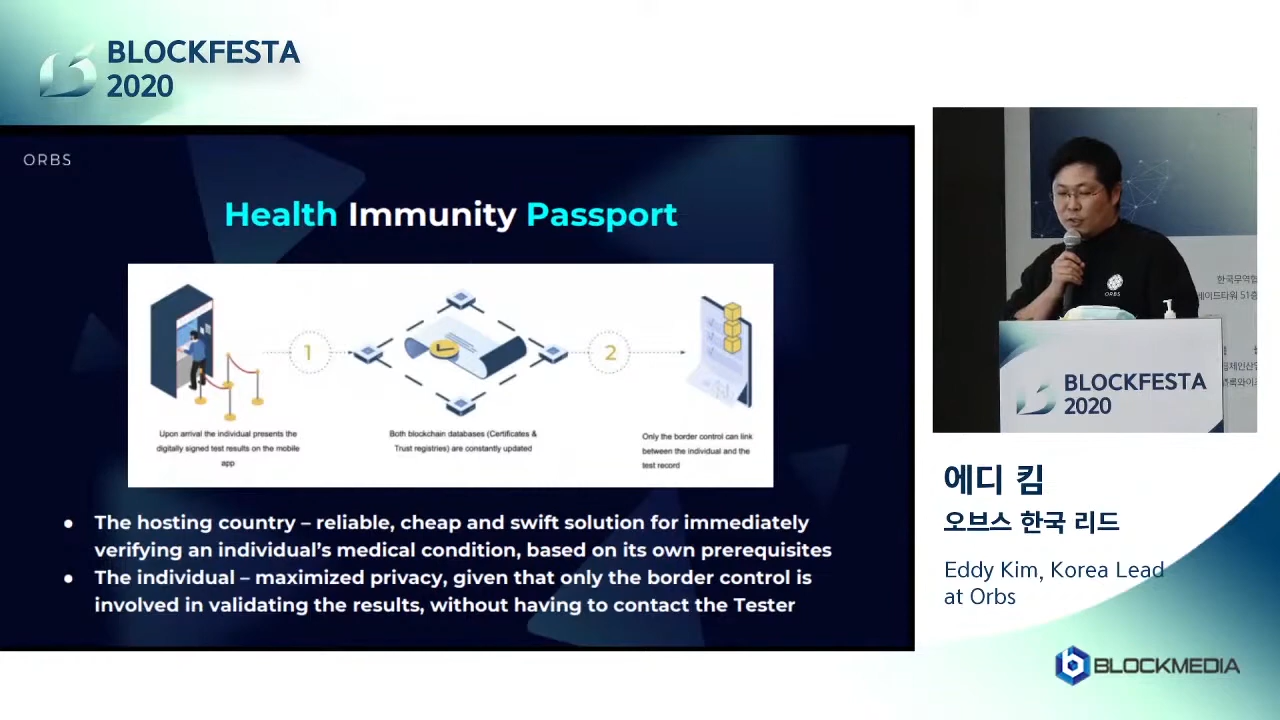 BLOCKFESTA
2020
ORBS
Health Immunity Passport
1
2
Upon arrival the individual presents the
digitally signed test results on the mobile
app
Both blockchain databases (Certificates &
Trust registries) are constantly updated
Only the border control can link
between the individual and the
test record
● The hosting country – reliable, cheap and swift solution for immediately
verifying an individual's medical condition, based on its own prerequisites
● The individual – maximized privacy, given that only the border control is
involved in validating the results, without having to contact the Tester
한국무역협
ORBS
BLOCKFESTA
2020
에디 킴
오브스 한국 리드
Eddy Kim, Korea Lead
at Orbs
BLOCKMEDIA